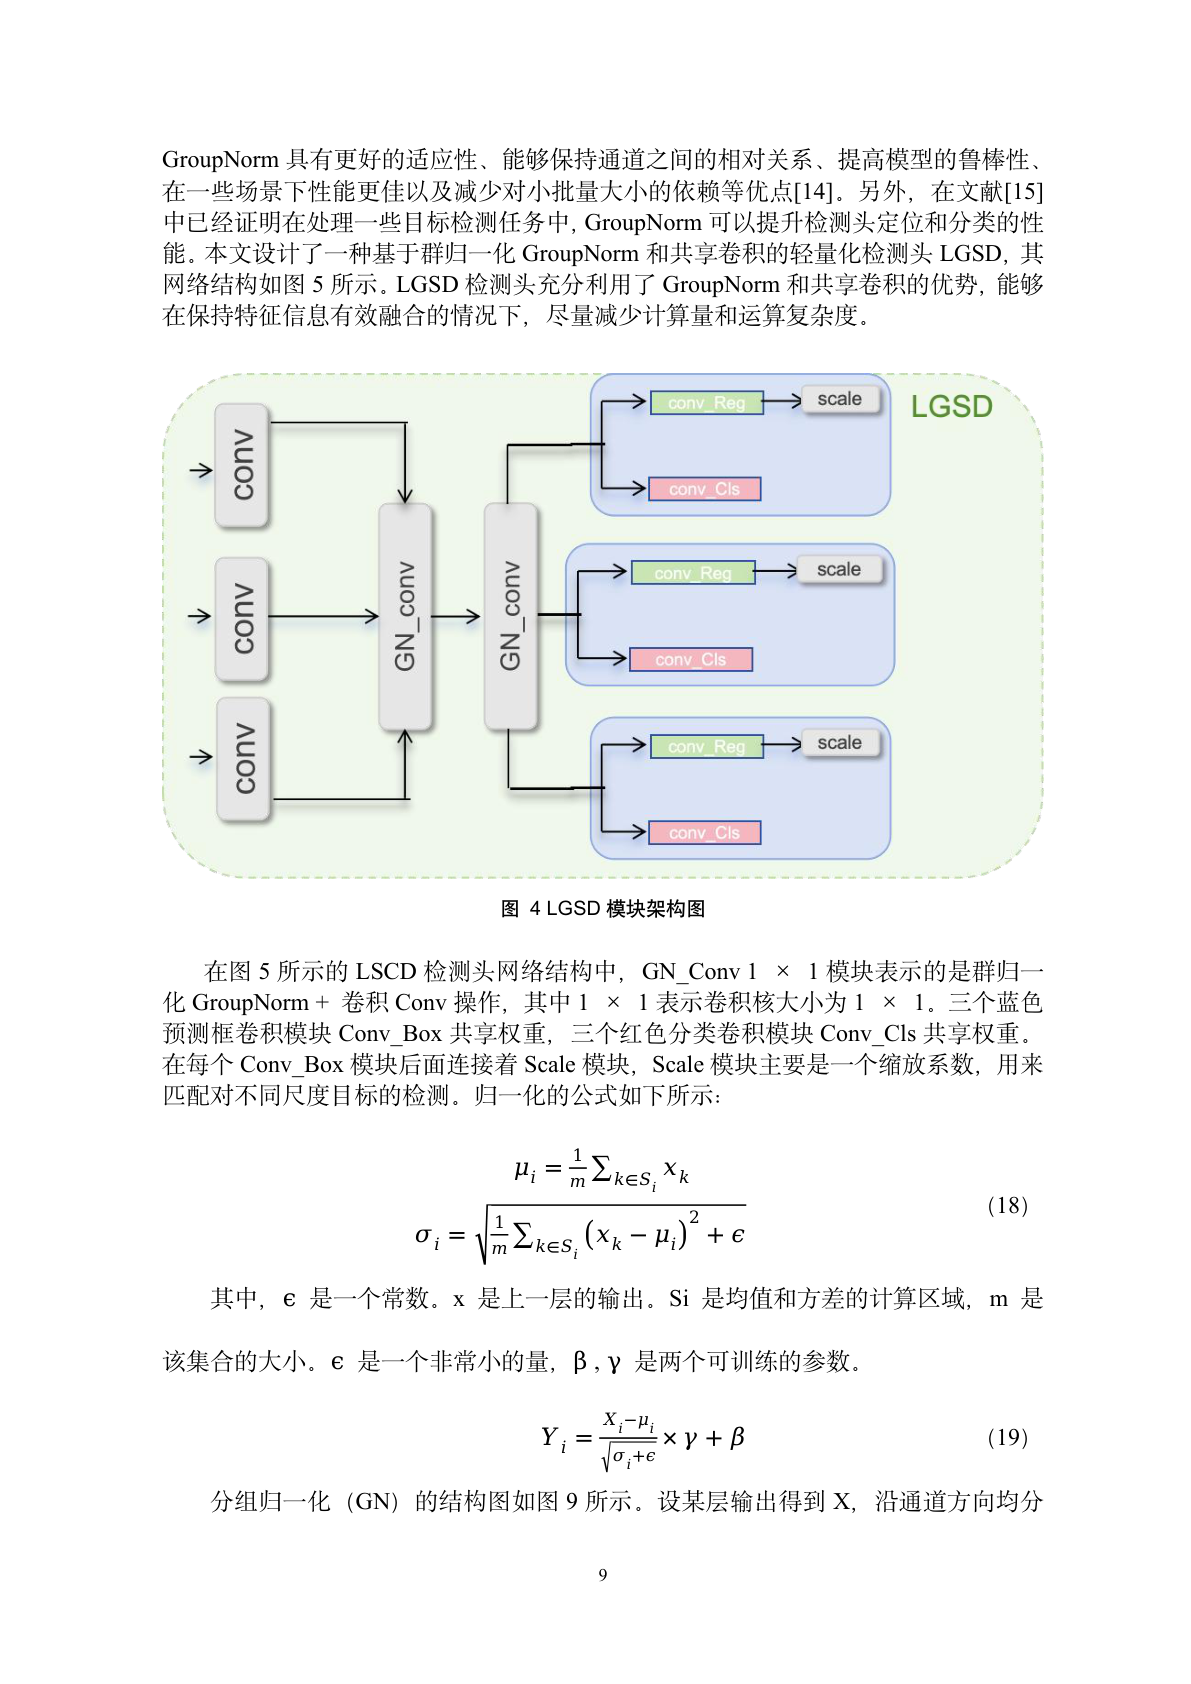 GroupNorm 具有更好的适应性、能够保持通道之间的相对关系、提高模型的鲁棒性、
在一些场景下性能更佳以及减少对小批量大小的依赖等优点[14]。另外，在文献[15]
中已经证明在处理一些目标检测任务中，GroupNorm 可以提升检测头定位和分类的性
能。本文设计了一种基于群归一化 GroupNorm 和共享卷积的轻量化检测头 LGSD，其
网络结构如图 5 所示。LGSD 检测头充分利用了 GroupNorm 和共享卷积的优势，能够
在保持特征信息有效融合的情况下，尽量减少计算量和运算复杂度。
LGSD
conv
conv
conv
GN_conv
GN_conv
conv_Reg
scale
conv_Cls
conv_Reg
scale
conv_Cls
conv_Reg
scale
conv_Cls
图 4 LGSD 模块架构图
在图 5 所示的 LSCD 检测头网络结构中，GN_Conv 1 × 1 模块表示的是群归一
化 GroupNorm + 卷积 Conv 操作，其中 1 × 1 表示卷积核大小为 1 × 1。三个蓝色
预测框卷积模块 Conv_Box 共享权重，三个红色分类卷积模块 Conv_Cls 共享权重。
在每个 Conv_Box 模块后面连接着 Scale 模块，Scale 模块主要是一个缩放系数，用来
匹配对不同尺度目标的检测。归一化的公式如下所示：
μ_i = \frac{1}{m} ∑_{k∈S_i} x_k
σ_i = \sqrt{\frac{1}{m} ∑_{k∈S_i} (x_k − μ_i)^2 + ϵ}
（18）
其中，ϵ 是一个常数。x 是上一层的输出。Si 是均值和方差的计算区域，m 是
该集合的大小。ϵ 是一个非常小的量，β , γ 是两个可训练的参数。
Y_i = \frac{X_i−μ_i}{\sqrt{σ_i+ϵ}} × γ + β （19）
分组归一化（GN）的结构图如图 9 所示。设某层输出得到 X，沿通道方向均分
9